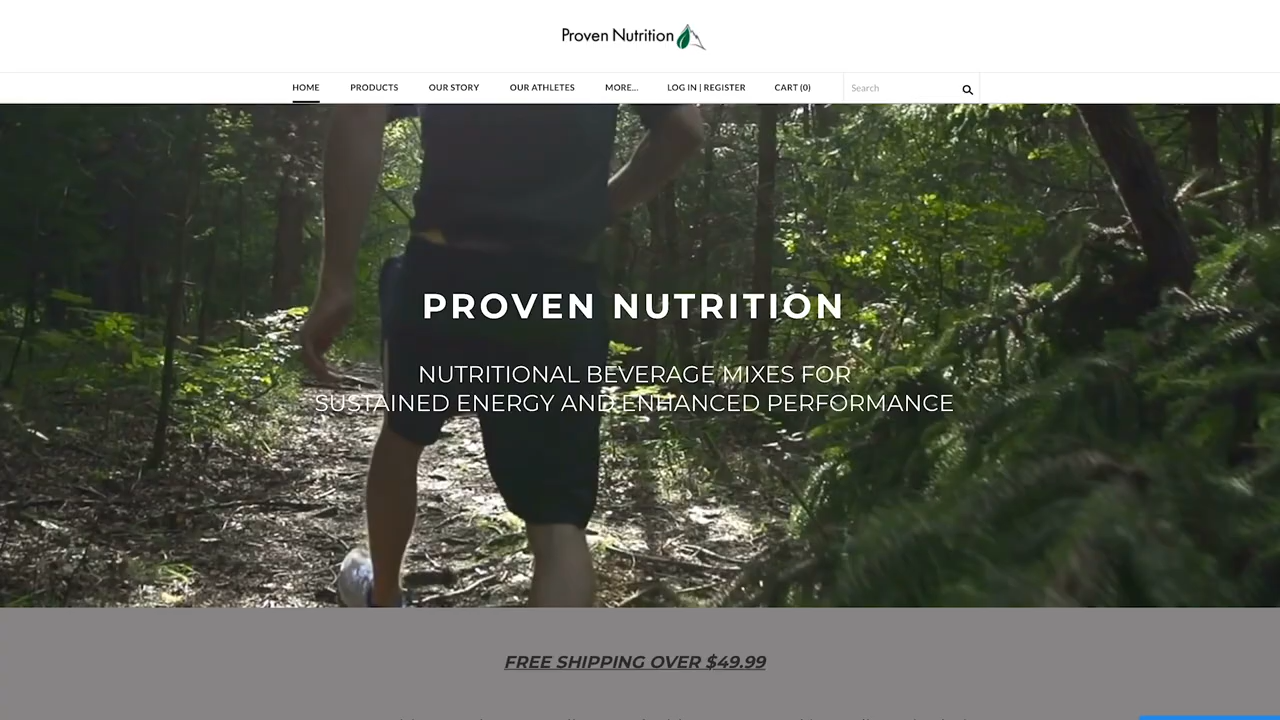 Proven Nutrition
HOME PRODUCTS OUR STORY OUR ATHLETES MORE... LOG IN | REGISTER CART (0) Search
PROVEN NUTRITION
NUTRITIONAL BEVERAGE MIXES FOR
SUSTAINED ENERGY AND ENHANCED PERFORMANCE
FREE SHIPPING OVER $49.99